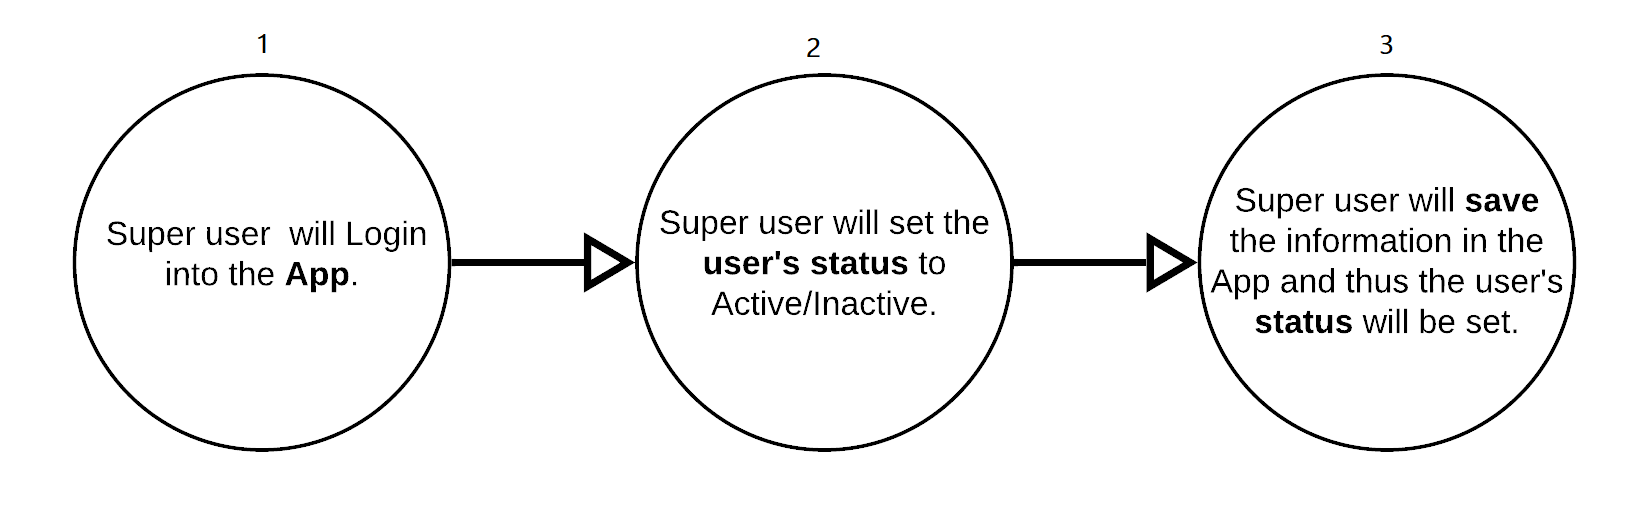 1
Super user  will Login
into the App.
2
Super user will set the
user's status to
Active/Inactive.
3
Super user will save
the information in the
App and thus the user's
status will be set.